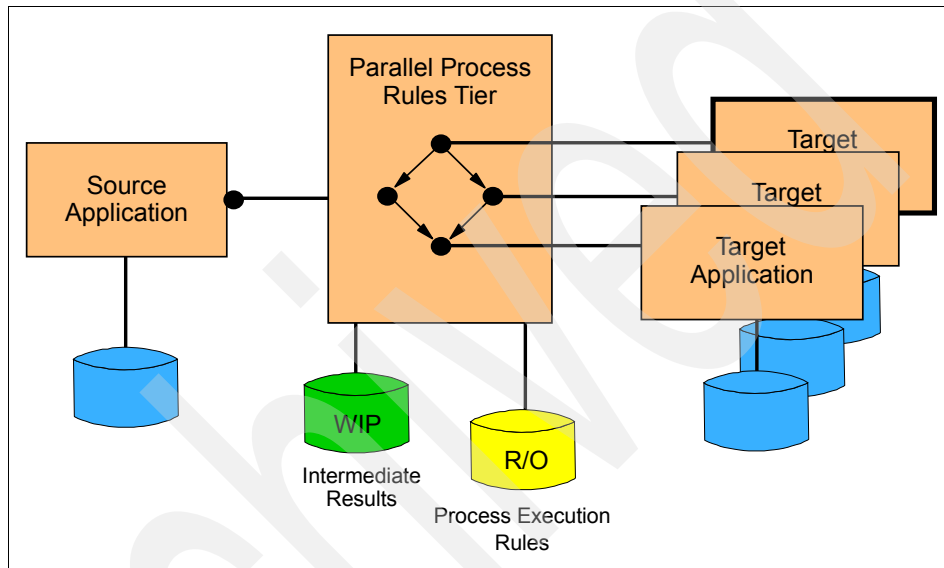 Parallel Process
Rules Tier
Source
Application
Target
Target
Target
Application
WIP
Intermediate
Results
R/O
Process Execution
Rules